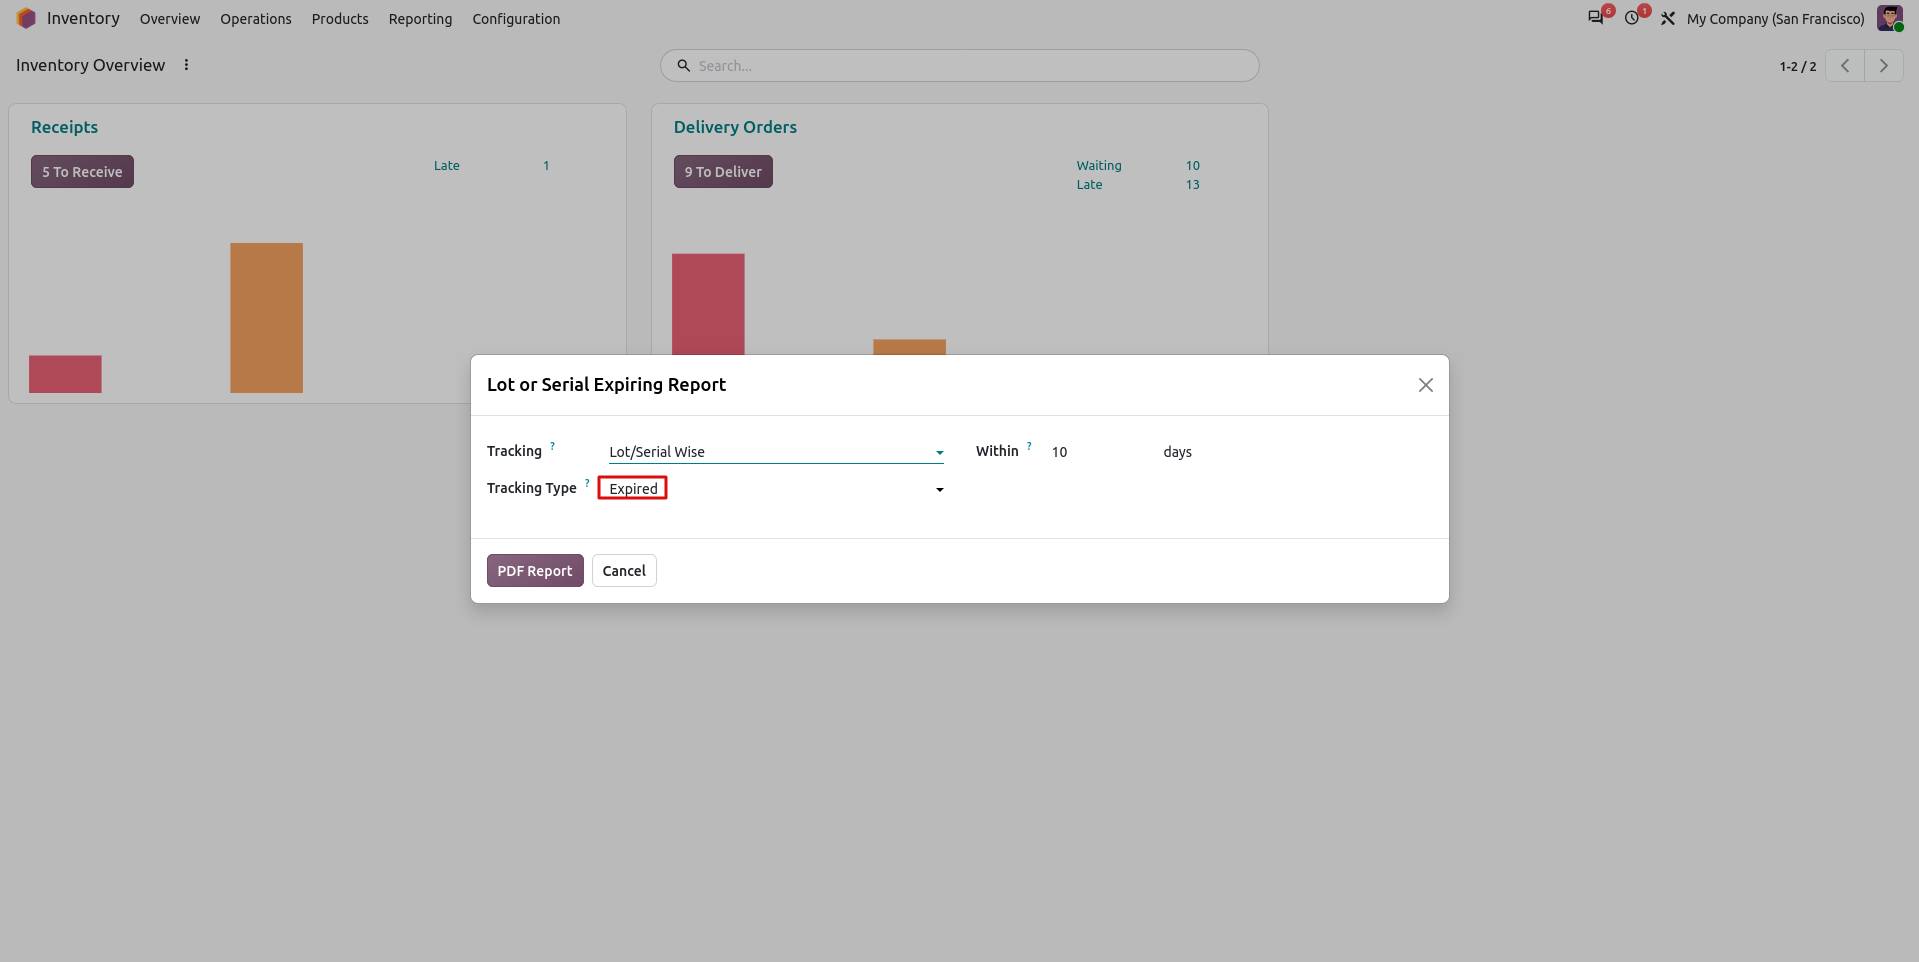 Inventory Overview Operations Products Reporting Configuration 6 1 My Company (San Francisco)
Inventory Overview Search... 1-2 / 2
Receipts Delivery Orders
5 To Receive Late 1 9 To Deliver Waiting 10
Late 13
Lot or Serial Expiring Report
Tracking ? Lot/Serial Wise Within ? 10 days
Tracking Type ? Expired
PDF Report Cancel